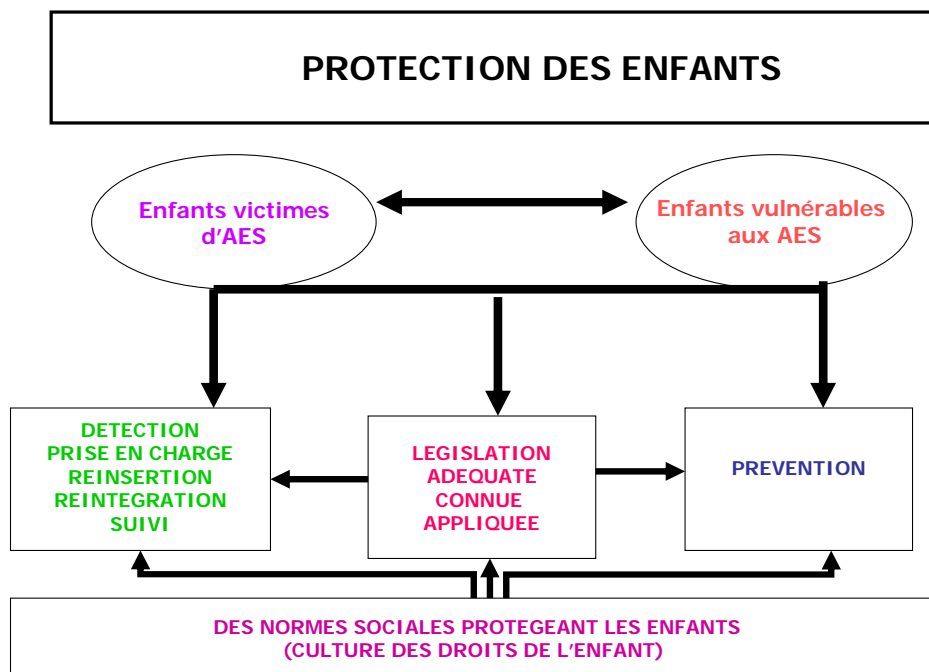 PROTECTION DES ENFANTS
Enfants victimes
d'AES
Enfants vulnérables
aux AES
DETECTION
PRISE EN CHARGE
REINSERTION
REINTEGRATION
SUIVI
LÉGISLATION
ADEQUATE
CONNUE
APPLIQUEE
PREVENTION
DES NORMES SOCIALES PROTEGEANT LES ENFANTS
(CULTURE DES DROITS DE L'ENFANT)